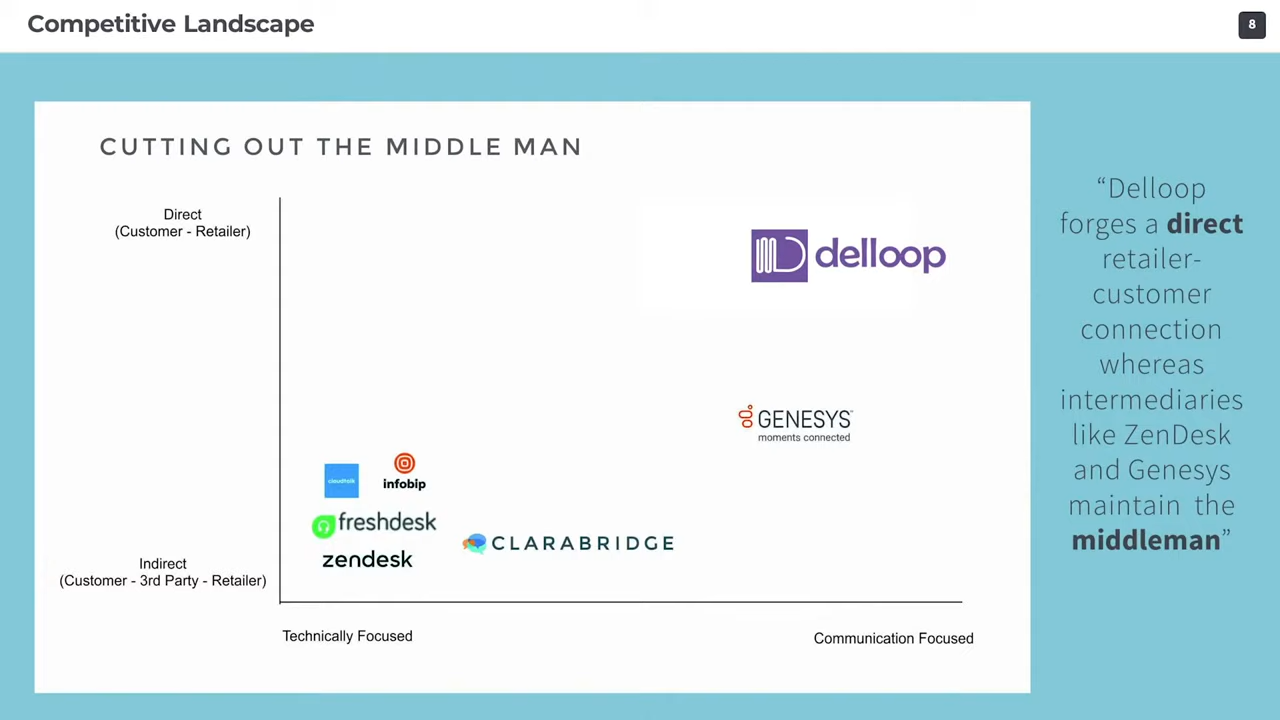 Competitive Landscape
8
CUTTING OUT THE MIDDLE MAN
Direct
(Customer - Retailer)
delloop
GENESYS™
moments connected
cloudtalk
infobip
freshdesk
zendesk
CLARABRIDGE
Indirect
(Customer - 3rd Party - Retailer)
Technically Focused
Communication Focused
“Delloop
forges a direct
retailer-
customer
connection
whereas
intermediaries
like ZenDesk
and Genesys
maintain the
middleman”